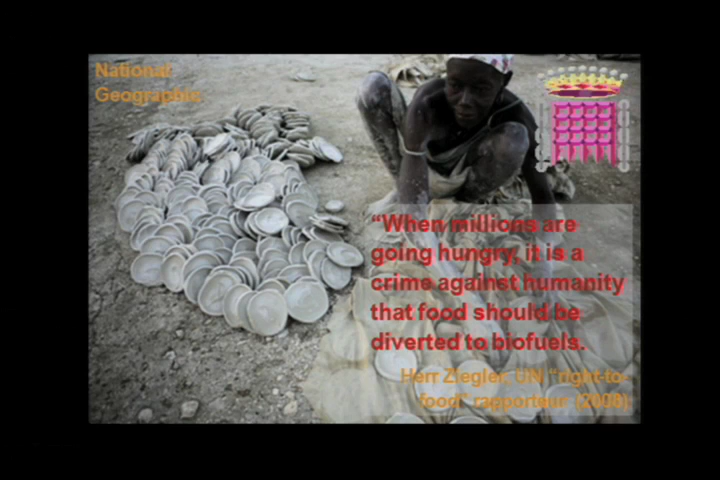 National
Geographic
“When millions are
going hungry, it is a
crime against humanity
that food should be
diverted to biofuels.
Herr Ziegler, UN “right-to-
food” rapporteur (2008)